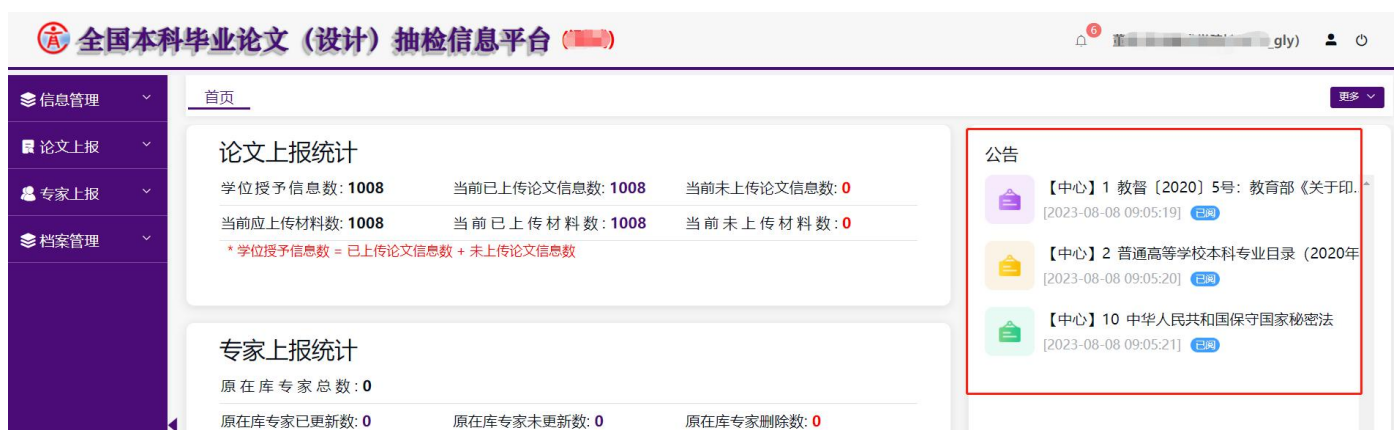 全国本科毕业论文（设计）抽检信息平台 ( )
6
董 _gly)
信息管理
论文上报
专家上报
档案管理
首页
更多
论文上报统计
学位授予信息数: 1008 当前已上传论文信息数: 1008 当前未上传论文信息数: 0
当前应上传材料数: 1008 当前已上传材料数: 1008 当前未上传材料数: 0
* 学位授予信息数 = 已上传论文信息数 + 未上传论文信息数
专家上报统计
原在库专家总数: 0
原在库专家已更新数: 0 原在库专家未更新数: 0 原在库专家删除数: 0
公告
【中心】1 教督〔2020〕5号：教育部《关于印...
[2023-08-08 09:05:19] 已阅
【中心】2 普通高等学校本科专业目录（2020年
[2023-08-08 09:05:20] 已阅
【中心】10 中华人民共和国保守国家秘密法
[2023-08-08 09:05:21] 已阅